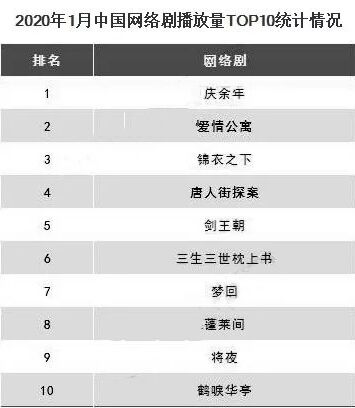 2020年1月中国网络剧播放量TOP10统计情况
排名 网络剧
1 庆余年
2 爱情公寓
3 锦衣之下
4 唐人街探案
5 剑王朝
6 三生三世枕上书
7 梦回
8 蓬莱间
9 将夜
10 鹤唳华亭